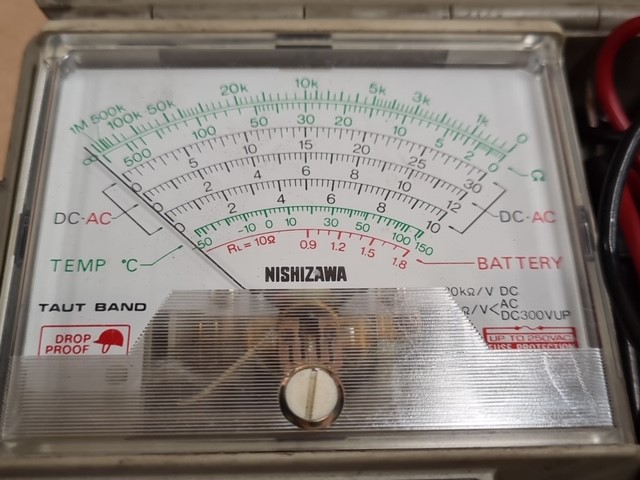 1M 500k 100k 50k 20k 10k 5k 3k 1k 0
∞ 500 100 50 30 20 10 5 2 0 Ω
0 5 10 15 20 25 30
0 2 4 6 8 10 12
0 2 4 6 8 10
DC-AC DC-AC
-50 -10 0 10 30 50 100 150
TEMP °C
RL = 10Ω 0.9 1.2 1.5 1.8 BATTERY
NISHIZAWA
TAUT BAND
DROP
PROOF
20kΩ/V DC
Ω/V AC
DC300VUP
UP TO 250VAC
FUSE PROTECTION